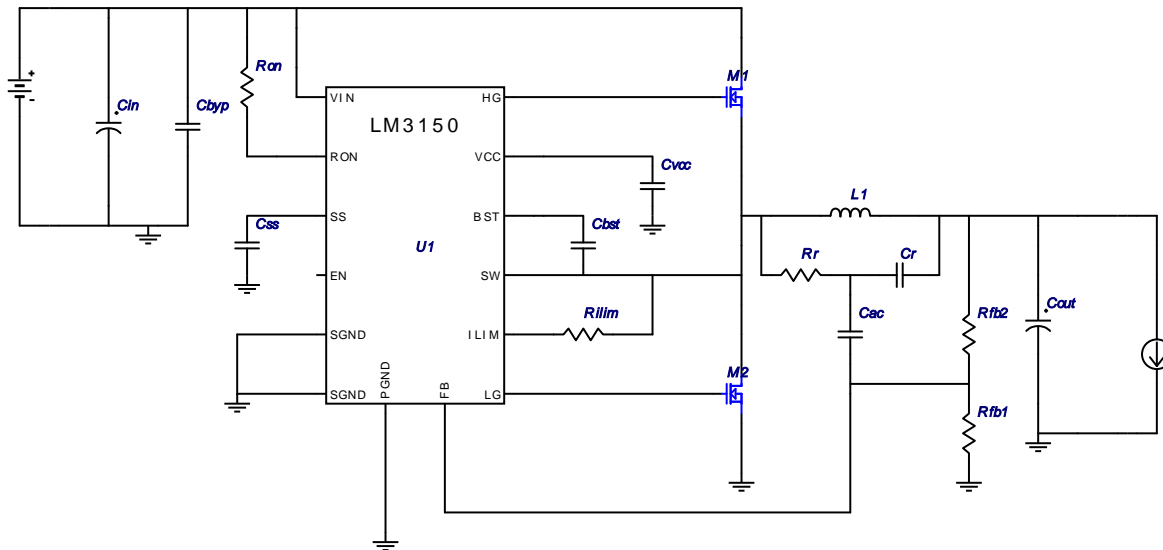 +
-
Cin
Cbyp
Ron
M1
VIN
HG
LM3150
RON
VCC
Cvcc
SS
Css
BST
Cbst
U1
L1
Rr
Cr
EN
SW
Rilim
Cac
Rfb2
Cout
SGND
ILIM
M2
SGND
PGND
FB
LG
Rfb1